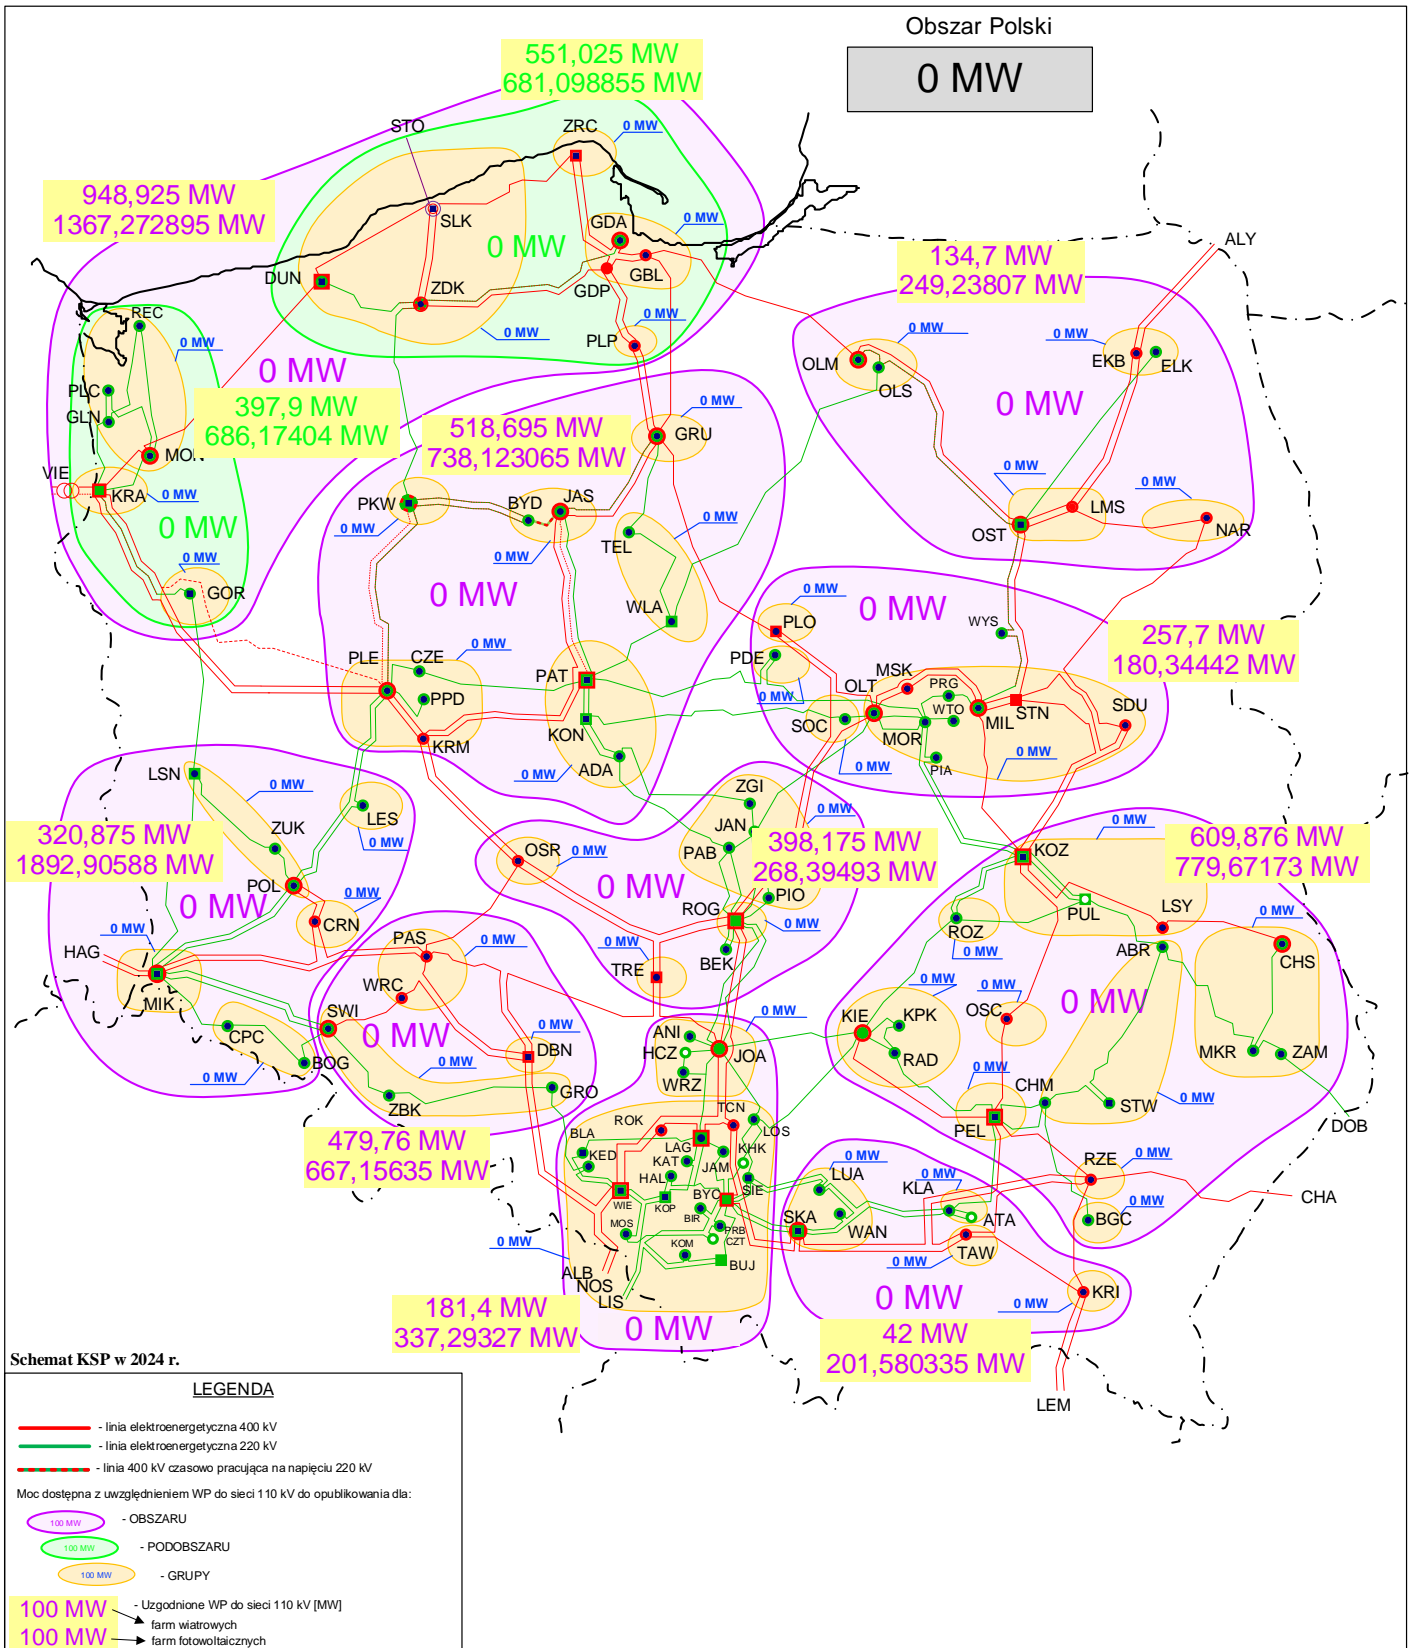 Obszar Polski
0 MW
551,025 MW
681,098855 MW
STO
ZRC
0 MW
948,925 MW
1367,272895 MW
SLK
GDA
0 MW
0 MW
GBL
DUN
ZDK
GDP
ALY
134,7 MW
249,23807 MW
REC
0 MW
0 MW
PLP
0 MW
0 MW
0 MW
0 MW
OLM
OLS
EKB
ELK
0 MW
PLC
GLN
397,9 MW
686,17404 MW
0 MW
518,695 MW
738,123065 MW
GRU
MON
VIE
KRA
0 MW
0 MW
PKW
0 MW
BYD
JAS
0 MW
TEL
0 MW
0 MW
0 MW
0 MW
LMS
OST
NAR
0 MW
GOR
0 MW
WLA
0 MW
PLO
0 MW
WYS
257,7 MW
180,34442 MW
PLE
CZE
0 MW
PPD
PAT
PDE
0 MW
MSK
OLT
PRG
WTO
MIL
STN
SDU
SOC
MOR
KON
KRM
ADA
0 MW
PIA
0 MW
LSN
0 MW
ZGI
LES
0 MW
320,875 MW
1892,90588 MW
ZUK
JAN
0 MW
398,175 MW
268,39493 MW
PAB
0 MW
KOZ
609,876 MW
779,67173 MW
OSR
0 MW
0 MW
POL
0 MW
0 MW
CRN
PIO
ROG
0 MW
PUL
LSY
ROZ
0 MW
0 MW
HAG
0 MW
PAS
0 MW
BEK
ABR
CHS
MIK
WRC
TRE
0 MW
0 MW
0 MW
0 MW
SWI
0 MW
CPC
BOG
0 MW
0 MW
DBN
ANI
0 MW
HCZ
JOA
WRZ
KIE
KPK
RAD
OSC
MKR
ZAM
0 MW
ZBK
GRO
0 MW
CHM
STW
0 MW
PEL
DOB
479,76 MW
667,15635 MW
ROK
TCN
LOS
BLA
LAG
KHK
KED
KAT
JAM
HAL
BYC
SIE
WIE
KOP
BIR
MOS
PRB
CZT
KOM
BUJ
0 MW
LUA
0 MW
KLA
RZE
0 MW
CHA
SKA
WAN
ATA
BGC
0 MW
TAW
0 MW
0 MW
ALB
NOS
LIS
181,4 MW
337,29327 MW
0 MW
0 MW
0 MW
KRI
42 MW
201,580335 MW
LEM
Schemat KSP w 2024 r.
LEGENDA
- linia elektroenergetyczna 400 kV
- linia elektroenergetyczna 220 kV
- linia 400 kV czasowo pracująca na napięciu 220 kV
Moc dostępna z uwzględnieniem WP do sieci 110 kV do opublikowania dla:
100 MW - OBSZARU
100 MW - PODOBSZARU
100 MW - GRUPY
100 MW - Uzgodnione WP do sieci 110 kV [MW]
farm wiatrowych
100 MW farm fotowoltaicznych